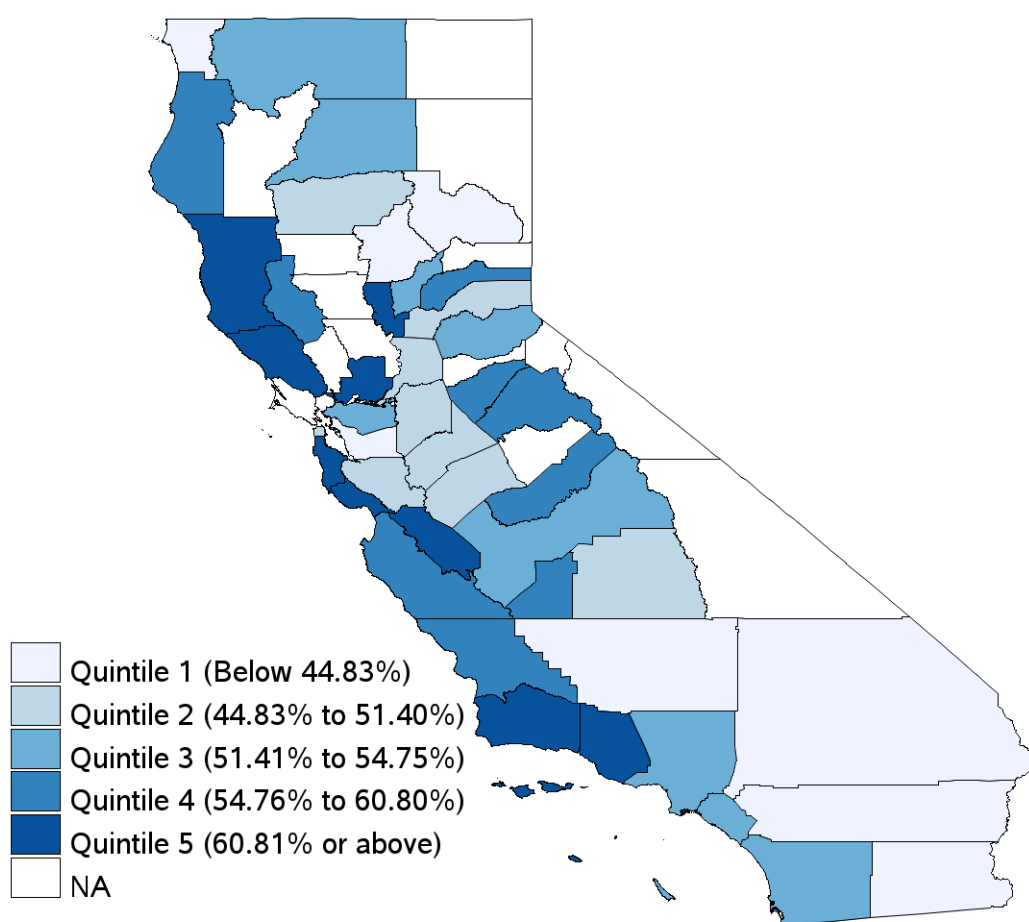 Quintile 1 (Below 44.83%)
Quintile 2 (44.83% to 51.40%)
Quintile 3 (51.41% to 54.75%)
Quintile 4 (54.76% to 60.80%)
Quintile 5 (60.81% or above)
NA